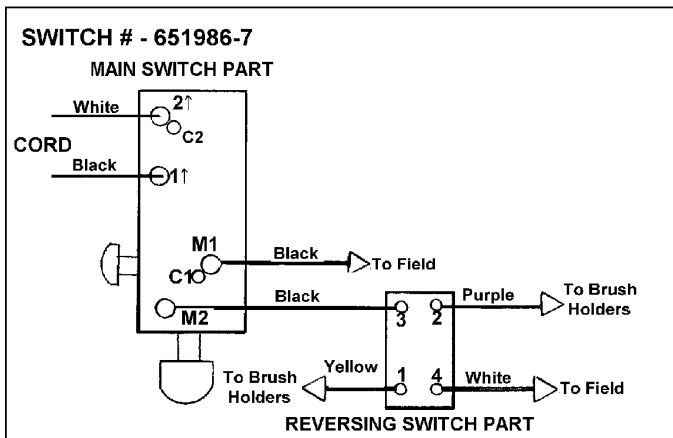 SWITCH # - 651986-7
MAIN SWITCH PART
White
2↑
C2
CORD
Black
1↑
M1
Black
To Field
C1
M2
Black
3
2
Purple
To Brush
Holders
To Brush
Holders
Yellow
1
4
White
To Field
REVERSING SWITCH PART